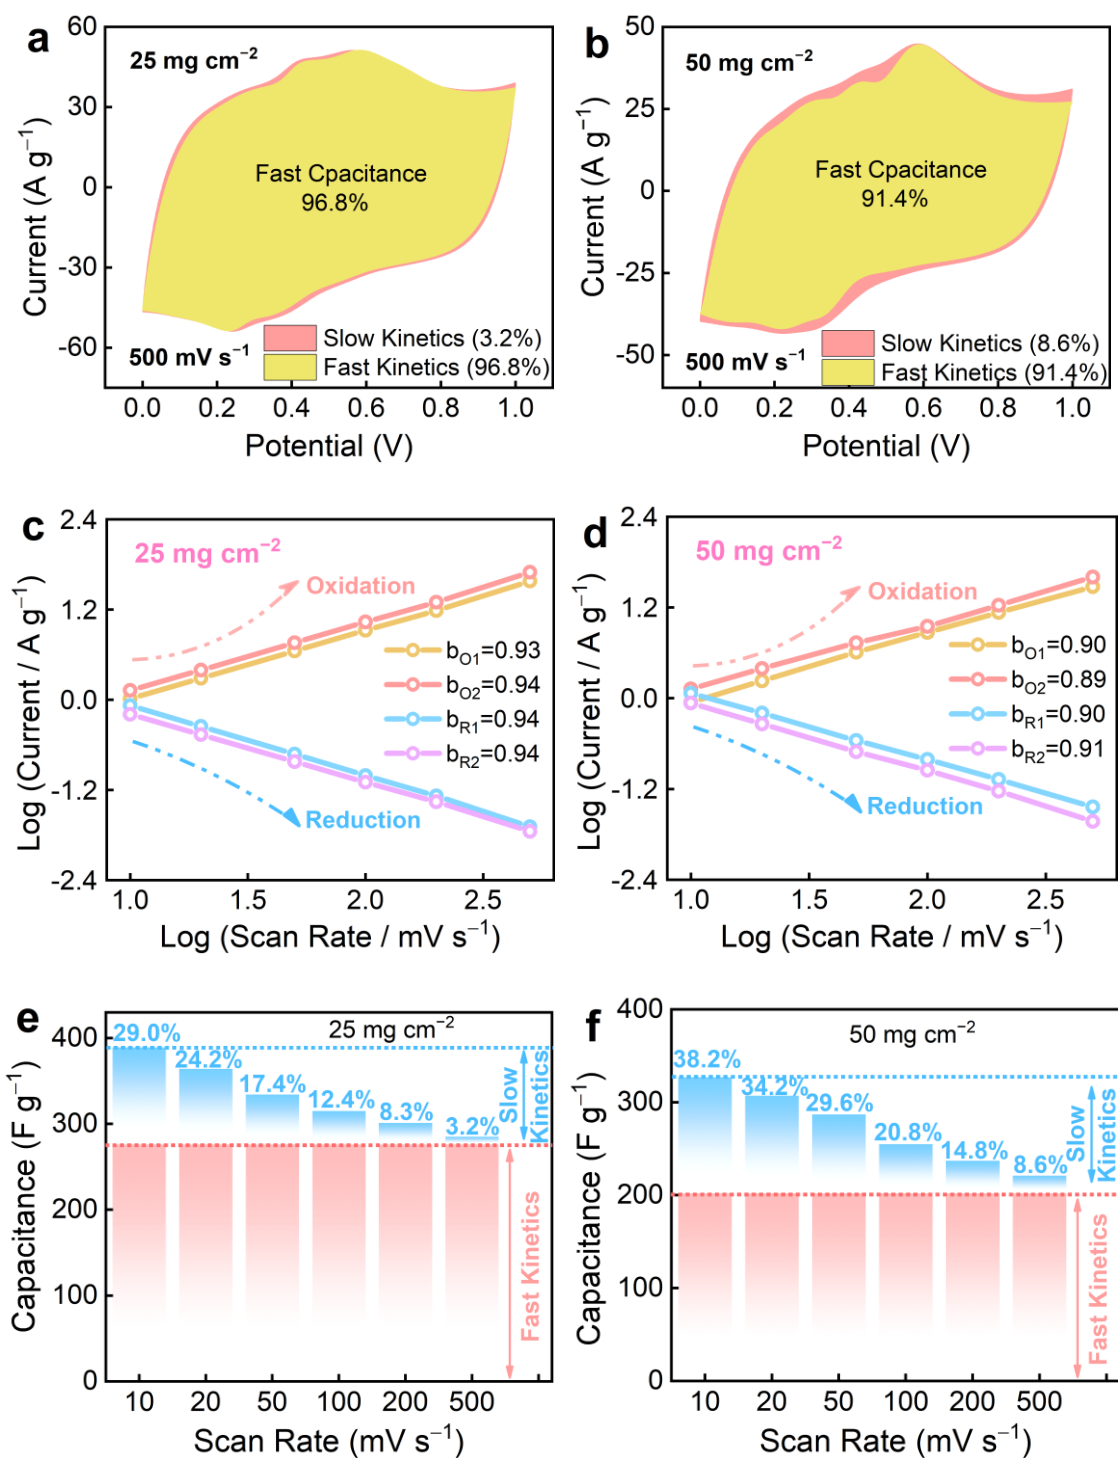 a
25 mg cm⁻²
Fast Cpacitance
96.8%
Slow Kinetics (3.2%)
Fast Kinetics (96.8%)
500 mV s⁻¹
60
30
0
-30
-60
0.0 0.2 0.4 0.6 0.8 1.0
Current (A g⁻¹)
Potential (V)
b
50 mg cm⁻²
Fast Cpacitance
91.4%
Slow Kinetics (8.6%)
Fast Kinetics (91.4%)
500 mV s⁻¹
50
25
0
-25
-50
0.0 0.2 0.4 0.6 0.8 1.0
Current (A g⁻¹)
Potential (V)
c
25 mg cm⁻²
Oxidation
b_O1=0.93
b_O2=0.94
b_R1=0.94
b_R2=0.94
Reduction
2.4
1.2
0.0
-1.2
-2.4
1.0 1.5 2.0 2.5
Log (Current / A g⁻¹)
Log (Scan Rate / mV s⁻¹)
d
50 mg cm⁻²
Oxidation
b_O1=0.90
b_O2=0.89
b_R1=0.90
b_R2=0.91
Reduction
2.4
1.2
0.0
-1.2
-2.4
1.0 1.5 2.0 2.5
Log (Current / A g⁻¹)
Log (Scan Rate / mV s⁻¹)
e
25 mg cm⁻²
29.0%
24.2%
17.4%
12.4%
8.3%
3.2%
Slow
Kinetics
Fast Kinetics
400
300
200
100
0
10 20 50 100 200 500
Capacitance (F g⁻¹)
Scan Rate (mV s⁻¹)
f
50 mg cm⁻²
38.2%
34.2%
29.6%
20.8%
14.8%
8.6%
Slow
Kinetics
Fast Kinetics
400
300
200
100
0
10 20 50 100 200 500
Capacitance (F g⁻¹)
Scan Rate (mV s⁻¹)